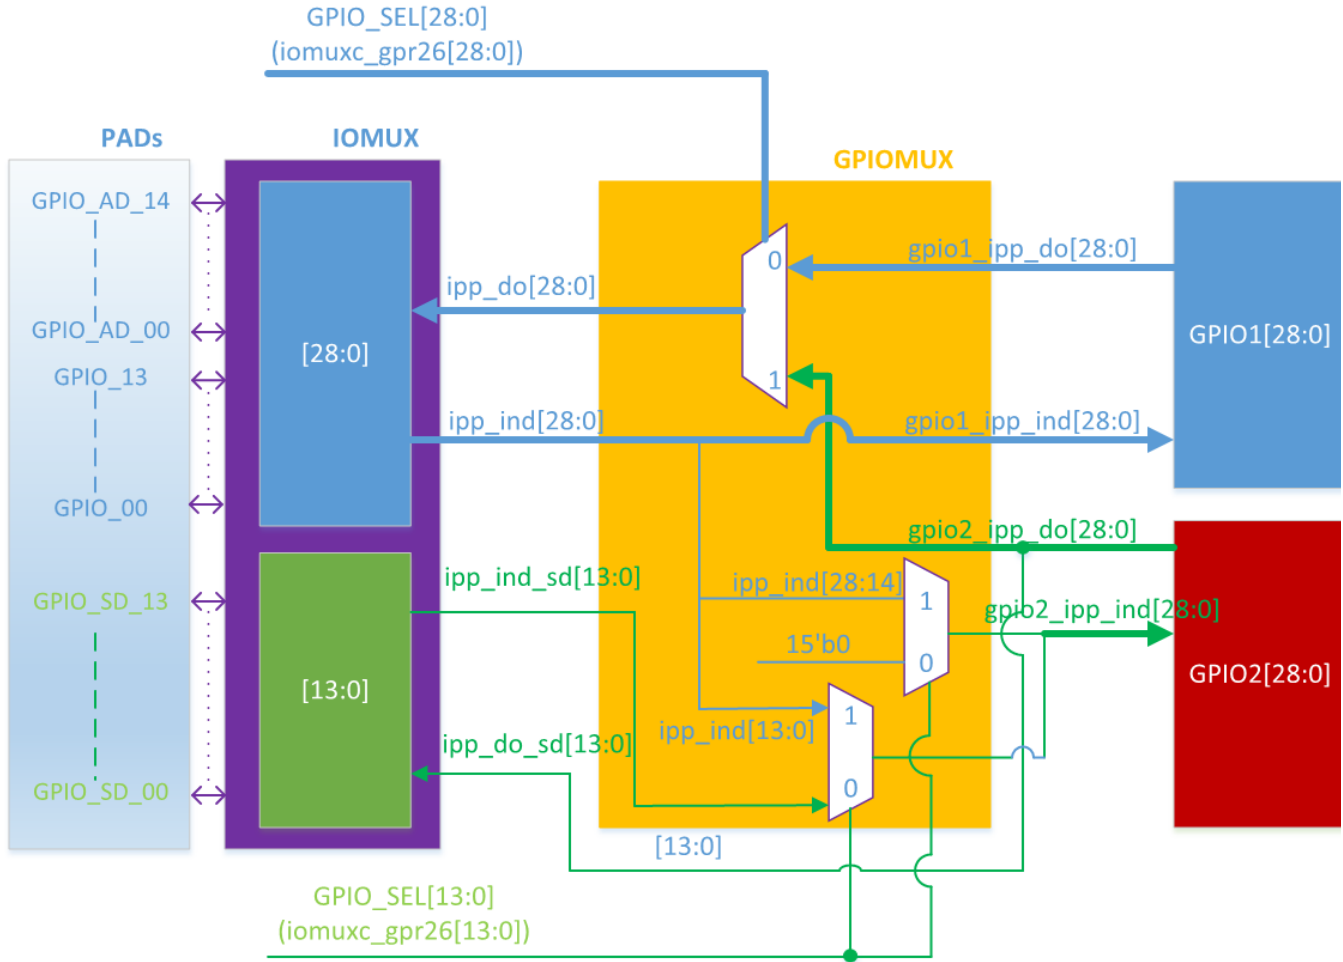 GPIO_SEL[28:0]
(iomuxc_gpr26[28:0])
PADs
IOMUX
GPIOMUX
GPIO_AD_14
GPIO_AD_00
GPIO_13
GPIO_00
GPIO_SD_13
GPIO_SD_00
[28:0]
[13:0]
ipp_do[28:0]
ipp_ind[28:0]
ipp_ind_sd[13:0]
ipp_do_sd[13:0]
0
1
gpio1_ipp_do[28:0]
gpio1_ipp_ind[28:0]
gpio2_ipp_do[28:0]
ipp_ind[28:14]
1
gpio2_ipp_ind[28:0]
15'b0
0
ipp_ind[13:0]
1
0
[13:0]
GPIO1[28:0]
GPIO2[28:0]
GPIO_SEL[13:0]
(iomuxc_gpr26[13:0])